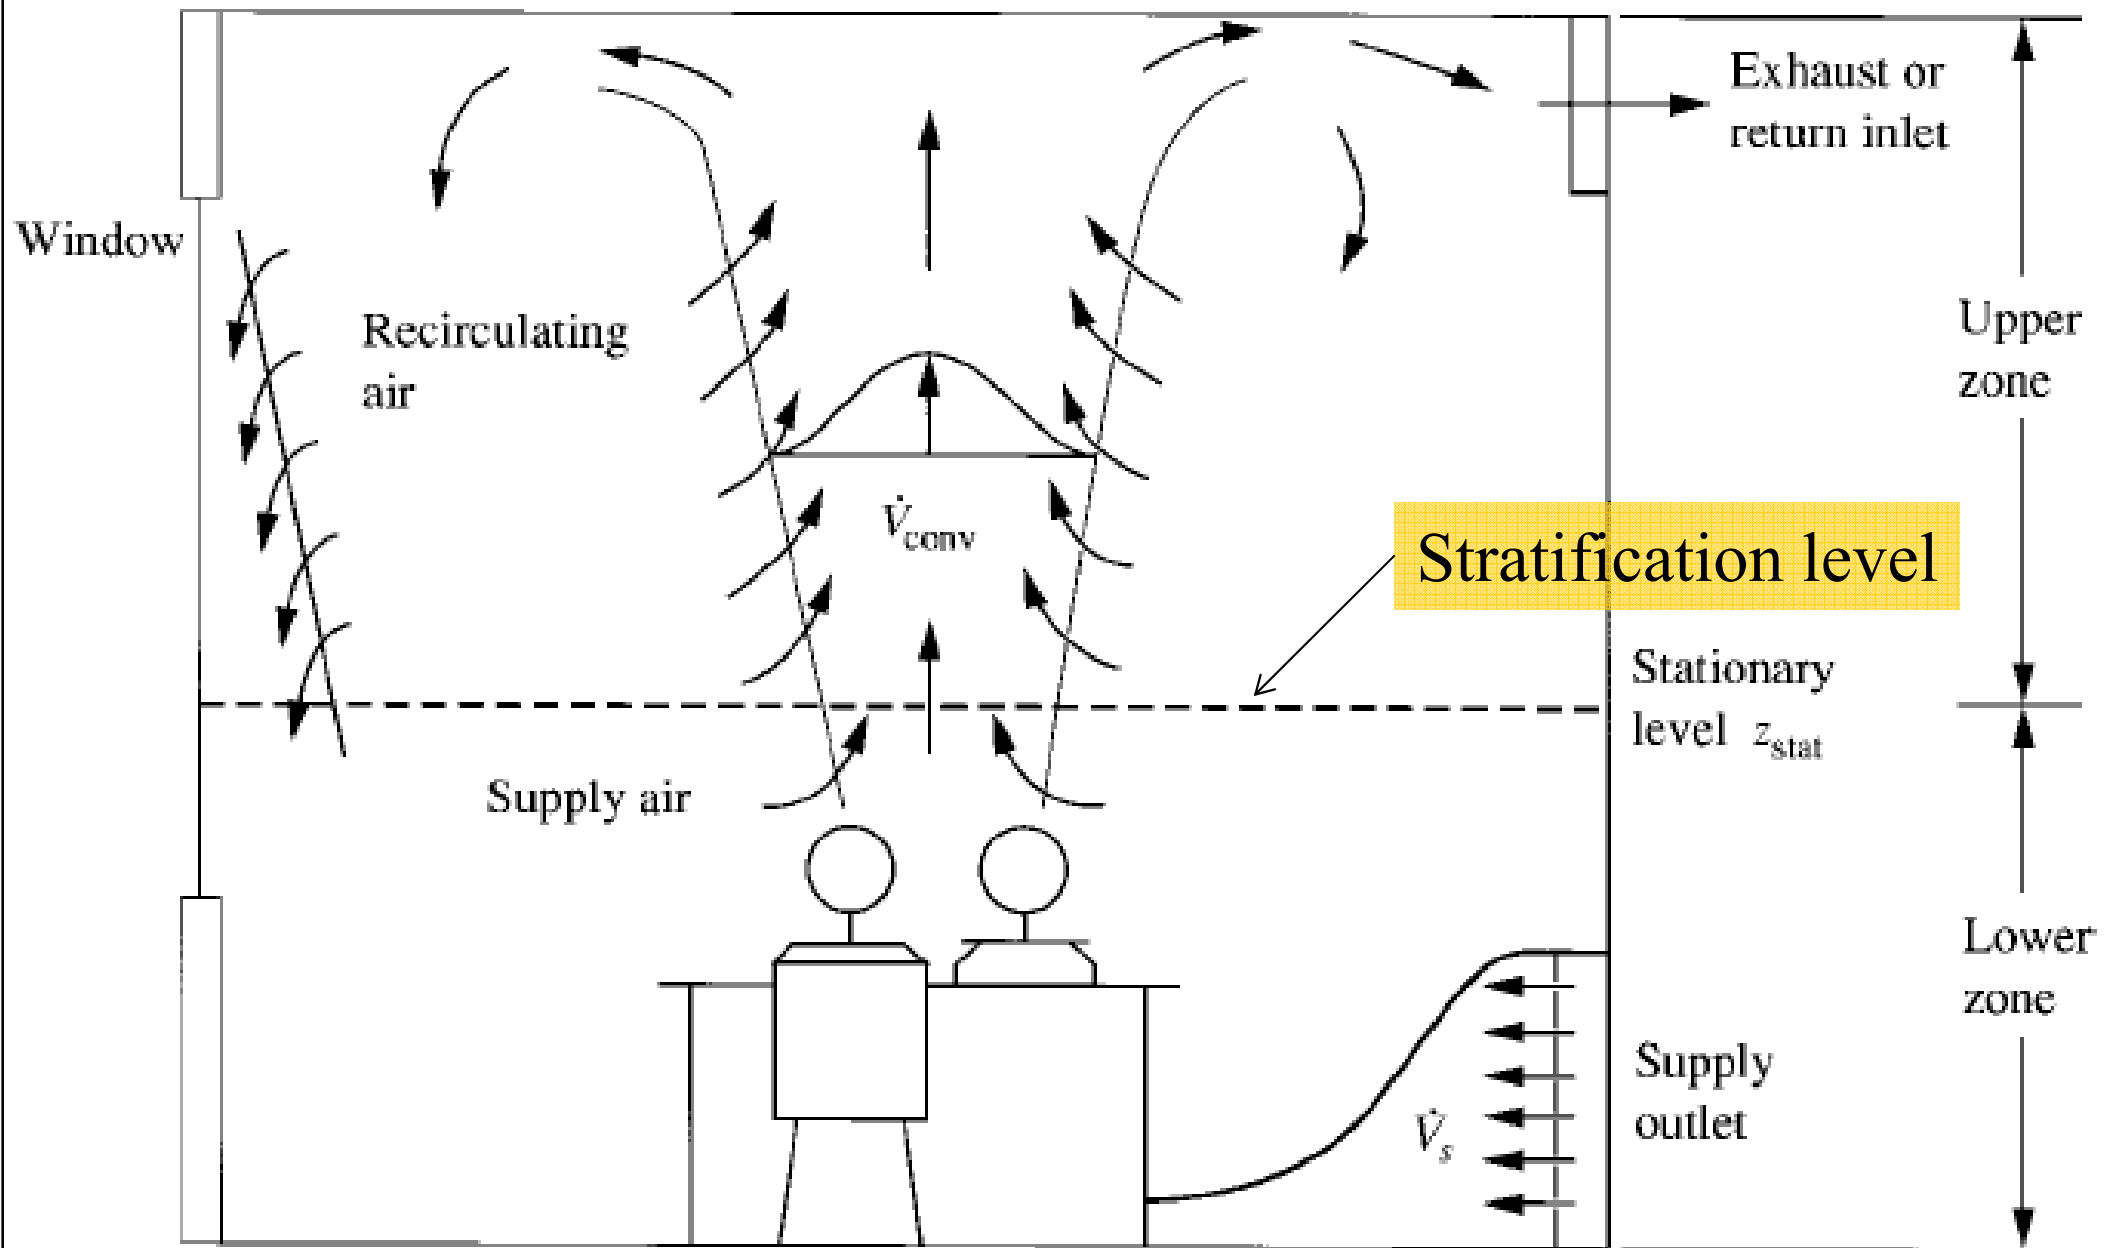 Exhaust or
return inlet
Window
Recirculating
air
Upper
zone
V̇conv
Stratification level
Stationary
level zstat
Supply air
Lower
zone
Supply
outlet
V̇s